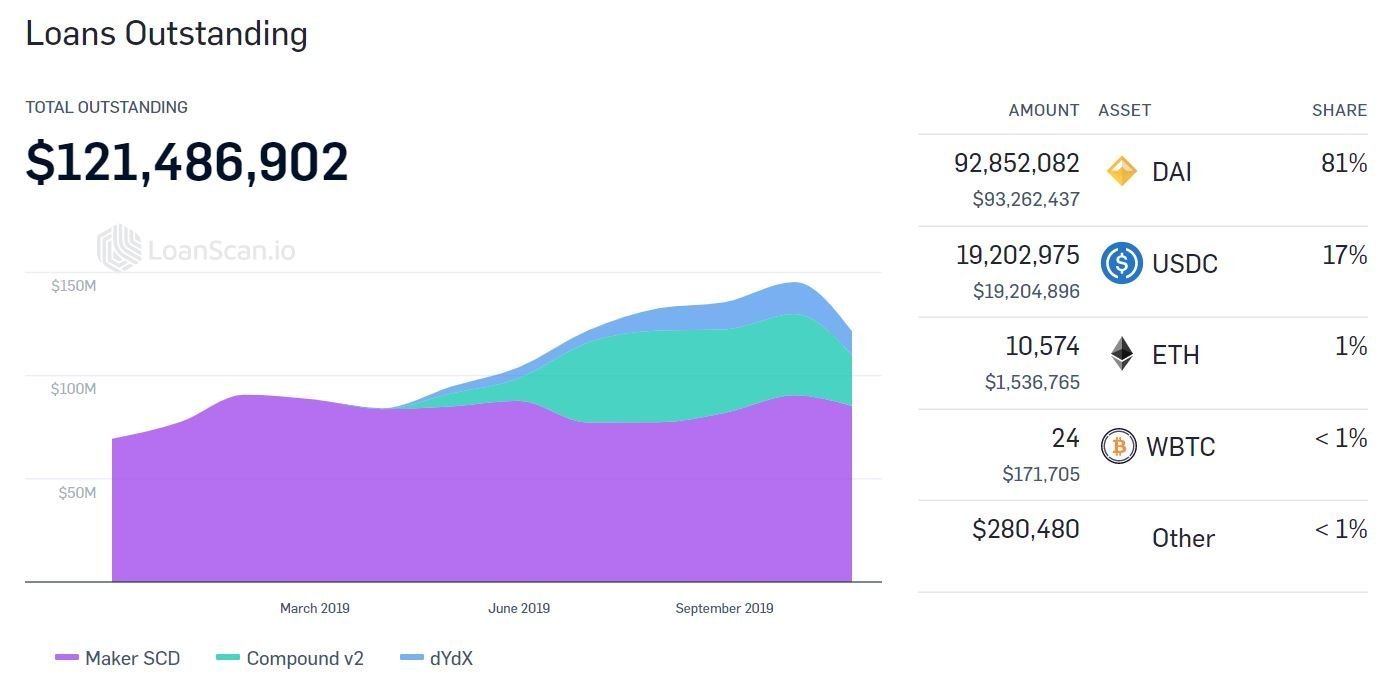 Loans Outstanding
TOTAL OUTSTANDING
$121,486,902
LoanScan.io
$150M
$100M
$50M
March 2019 June 2019 September 2019
Maker SCD Compound v2 dYdX
AMOUNT ASSET SHARE
92,852,082 DAI 81%
$93,262,437
19,202,975 USDC 17%
$19,204,896
10,574 ETH 1%
$1,536,765
24 WBTC < 1%
$171,705
$280,480 Other < 1%